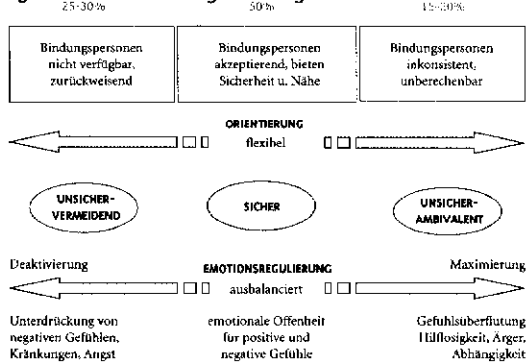 25-30%
50%
15-20%
Bindungspersonen
nicht verfügbar,
zurückweisend
Bindungspersonen
akzeptierend, bieten
Sicherheit u. Nähe
Bindungspersonen
inkonsistent,
unberechenbar
ORIENTIERUNG
flexibel
UNSICHER-
VERMEIDEND
SICHER
UNSICHER-
AMBIVALENT
Deaktivierung
EMOTIONSREGULIERUNG
Maximierung
ausbalanciert
Unterdrückung von
negativen Gefühlen,
Kränkungen, Angst
emotionale Offenheit
für positive und
negative Gefühle
Gefühlsüberflutung
Hilflosigkeit, Ärger,
Abhängigkeit